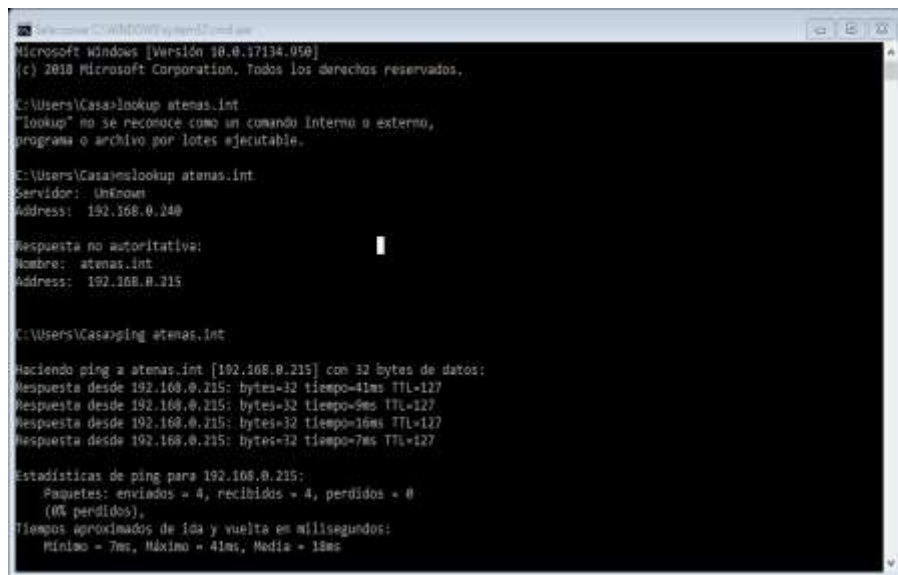 Seleccionar C:\WINDOWS\system32\cmd.exe
Microsoft Windows [Versión 10.0.17134.950]
(c) 2018 Microsoft Corporation. Todos los derechos reservados.
C:\Users\Casa>lookup atenas.int
"lookup" no se reconoce como un comando interno o externo,
programa o archivo por lotes ejecutable.
C:\Users\Casa>nslookup atenas.int
Servidor:  UnKnown
Address:  192.168.0.240
Respuesta no autoritativa:
Nombre:  atenas.int
Address:  192.168.0.215
C:\Users\Casa>ping atenas.int
Haciendo ping a atenas.int [192.168.0.215] con 32 bytes de datos:
Respuesta desde 192.168.0.215: bytes=32 tiempo=41ms TTL=127
Respuesta desde 192.168.0.215: bytes=32 tiempo=9ms TTL=127
Respuesta desde 192.168.0.215: bytes=32 tiempo=16ms TTL=127
Respuesta desde 192.168.0.215: bytes=32 tiempo=7ms TTL=127
Estadísticas de ping para 192.168.0.215:
Paquetes: enviados = 4, recibidos = 4, perdidos = 0
(0% perdidos),
Tiempos aproximados de ida y vuelta en milisegundos:
Mínimo = 7ms, Máximo = 41ms, Media = 18ms